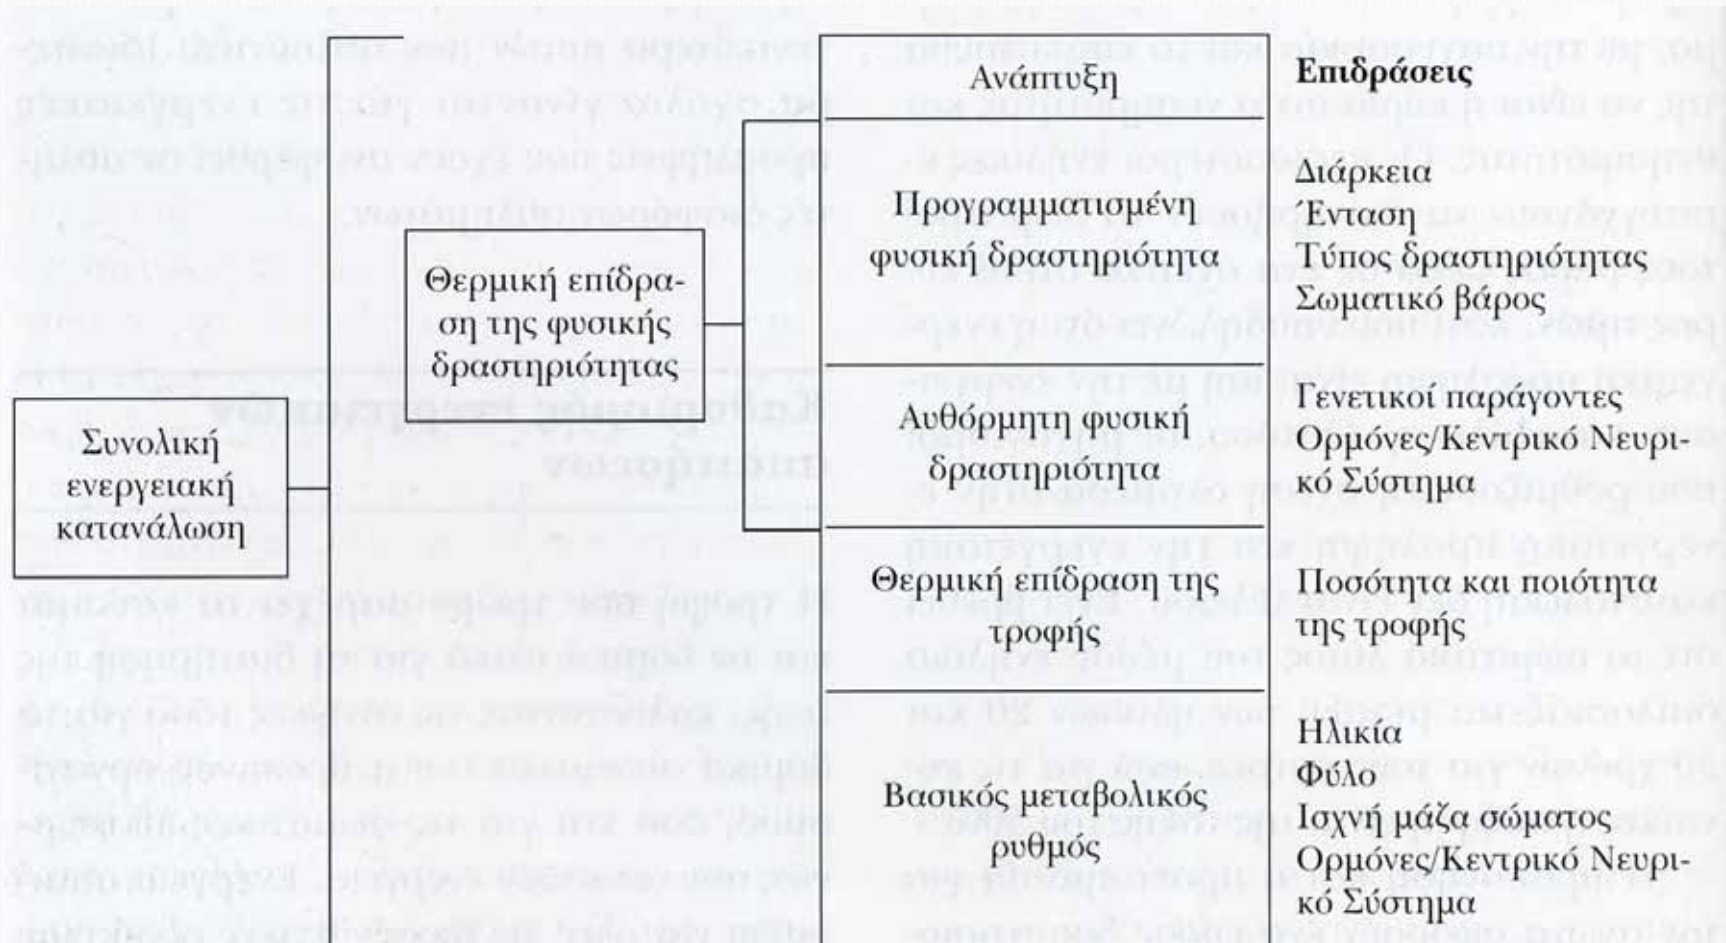 Συνολική
ενεργειακή
κατανάλωση
Θερμική επίδρα-
ση της φυσικής
δραστηριότητας
Ανάπτυξη
Προγραμματισμένη
φυσική δραστηριότητα
Αυθόρμητη φυσική
δραστηριότητα
Θερμική επίδραση της
τροφής
Βασικός μεταβολικός
ρυθμός
Επιδράσεις
Διάρκεια
Ένταση
Τύπος δραστηριότητας
Σωματικό βάρος
Γενετικοί παράγοντες
Ορμόνες/Κεντρικό Νευρι-
κό Σύστημα
Ποσότητα και ποιότητα
της τροφής
Ηλικία
Φύλο
Ισχνή μάζα σώματος
Ορμόνες/Κεντρικό Νευρι-
κό Σύστημα